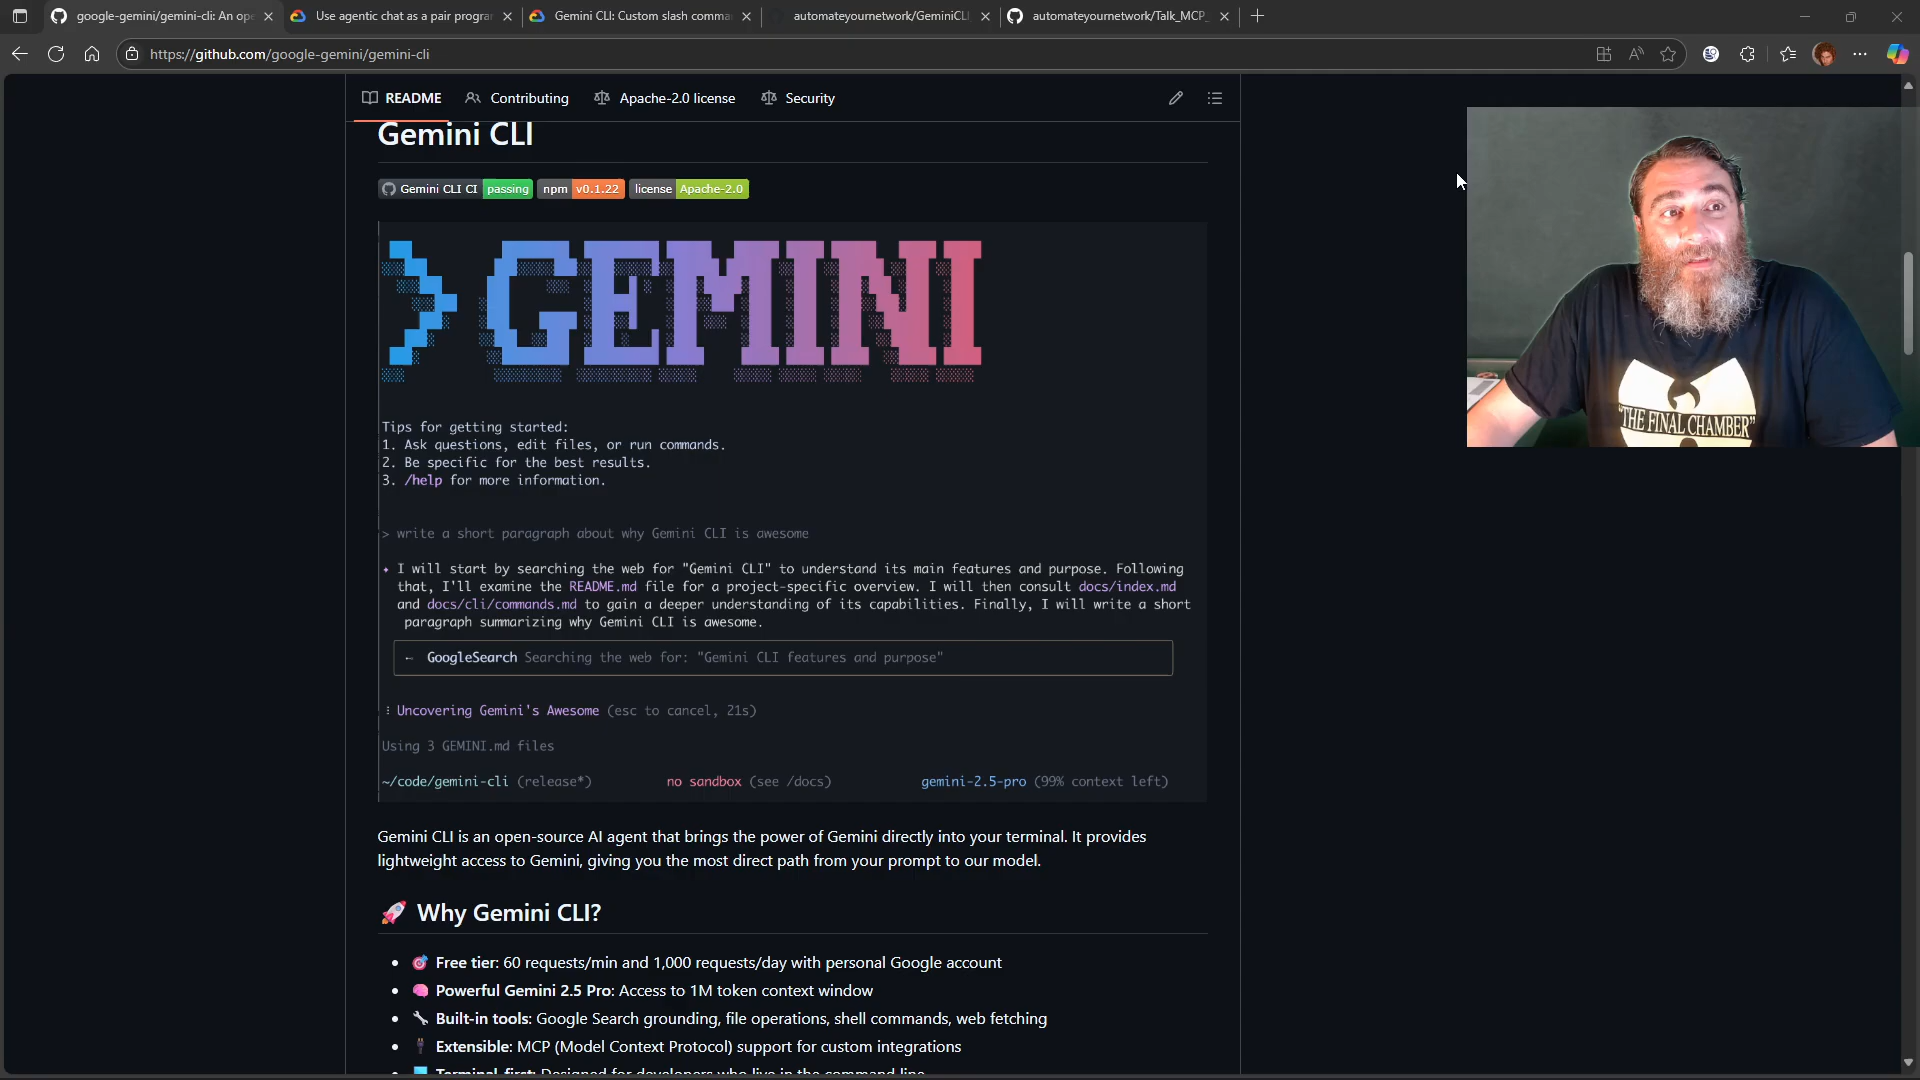 google-gemini/gemini-cli: An ope
Use agentic chat as a pair progra
Gemini CLI: Custom slash comma
automateyournetwork/GeminiCLI
automateyournetwork/Talk_MCP_
https://github.com/google-gemini/gemini-cli
README
Contributing
Apache-2.0 license
Security
Gemini CLI
Gemini CLI CI passing
npm v0.1.22
license Apache-2.0
> GEMINI
Tips for getting started:
1. Ask questions, edit files, or run commands.
2. Be specific for the best results.
3. /help for more information.
> write a short paragraph about why Gemini CLI is awesome
✦ I will start by searching the web for "Gemini CLI" to understand its main features and purpose. Following
that, I'll examine the README.md file for a project-specific overview. I will then consult docs/index.md
and docs/cli/commands.md to gain a deeper understanding of its capabilities. Finally, I will write a short
paragraph summarizing why Gemini CLI is awesome.
← GoogleSearch Searching the web for: "Gemini CLI features and purpose"
Uncovering Gemini's Awesome (esc to cancel, 21s)
Using 3 GEMINI.md files
~/code/gemini-cli (release*)
no sandbox (see /docs)
gemini-2.5-pro (99% context left)
Gemini CLI is an open-source AI agent that brings the power of Gemini directly into your terminal. It provides
lightweight access to Gemini, giving you the most direct path from your prompt to our model.
🚀 Why Gemini CLI?
• 🎯 Free tier: 60 requests/min and 1,000 requests/day with personal Google account
• 🧠 Powerful Gemini 2.5 Pro: Access to 1M token context window
• 🔧 Built-in tools: Google Search grounding, file operations, shell commands, web fetching
• 🔌 Extensible: MCP (Model Context Protocol) support for custom integrations
• 💻 Terminal-first: Designed for developers who live in the command line
"THE FINAL CHAMBER"